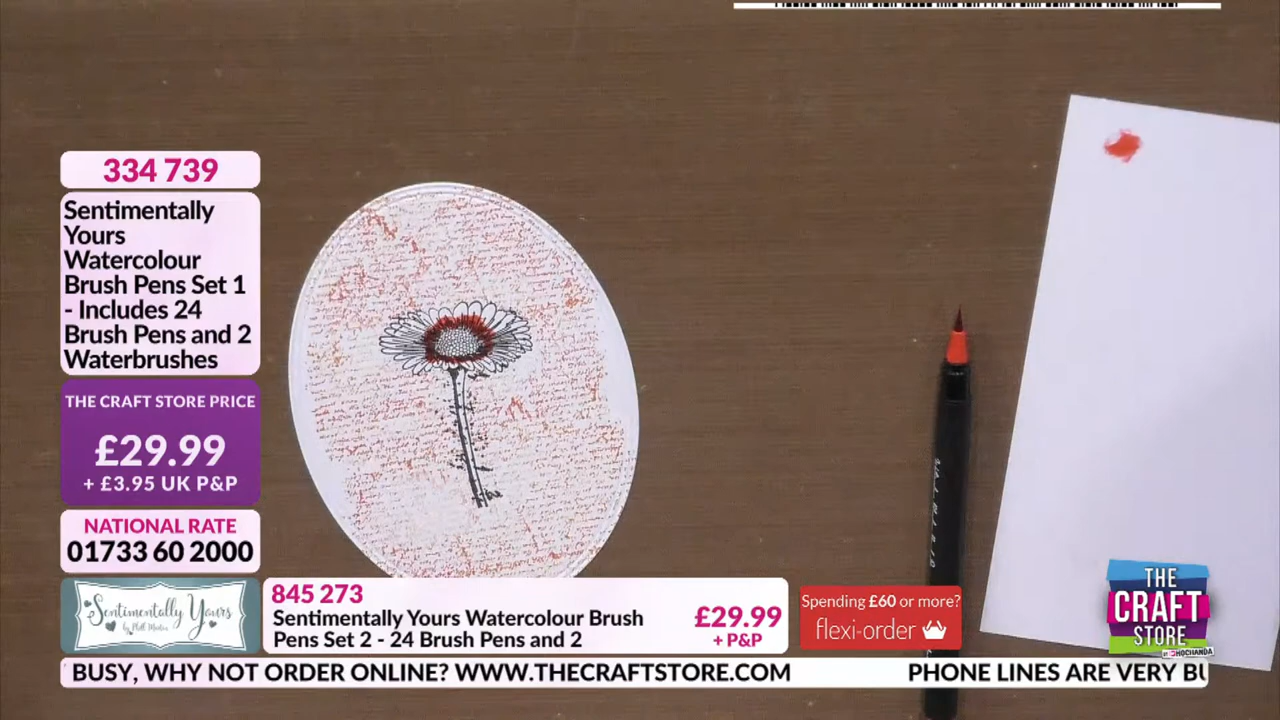 334 739
Sentimentally
Yours
Watercolour
Brush Pens Set 1
- Includes 24
Brush Pens and 2
Waterbrushes
THE CRAFT STORE PRICE
£29.99
+ £3.95 UK P&P
NATIONAL RATE
01733 60 2000
Sentimentally Yours
845 273
Sentimentally Yours Watercolour Brush
Pens Set 2 - 24 Brush Pens and 2
£29.99
+ P&P
Spending £60 or more?
flexi-order
THE
CRAFT
STORE
HOCHANDA
BUSY, WHY NOT ORDER ONLINE? WWW.THECRAFTSTORE.COM
PHONE LINES ARE VERY BU